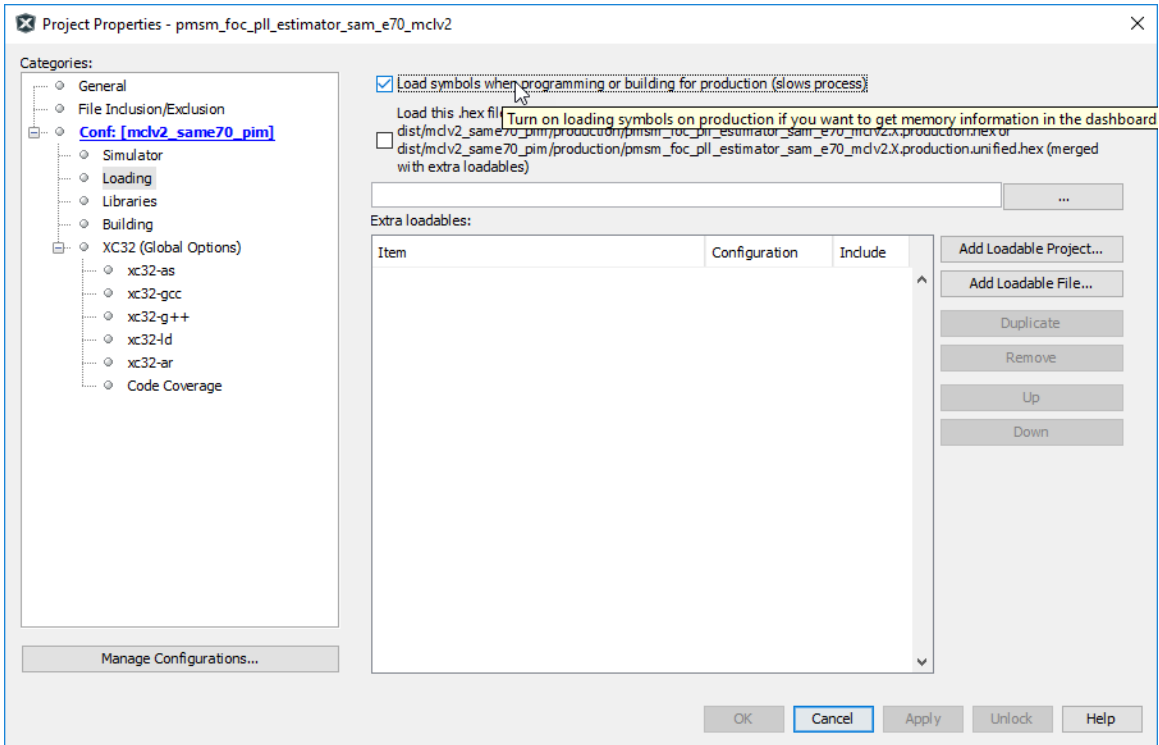 Project Properties - pmsm_foc_pll_estimator_sam_e70_mclv2
Categories:
General
File Inclusion/Exclusion
Conf: [mclv2_same70_pim]
Simulator
Loading
Libraries
Building
XC32 (Global Options)
xc32-as
xc32-gcc
xc32-g++
xc32-ld
xc32-ar
Code Coverage
Manage Configurations...
Load symbols when programming or building for production (slows process)
Load this .hex fil
Turn on loading symbols on production if you want to get memory information in the dashboard
dist/mclv2_same70_pim/production/pmsm_foc_pll_estimator_sam_e70_mclv2.X.production.hex or
dist/mclv2_same70_pim/production/pmsm_foc_pll_estimator_sam_e70_mclv2.X.production.unified.hex (merged
with extra loadables)
...
Extra loadables:
Item Configuration Include
Add Loadable Project...
Add Loadable File...
Duplicate
Remove
Up
Down
OK Cancel Apply Unlock Help